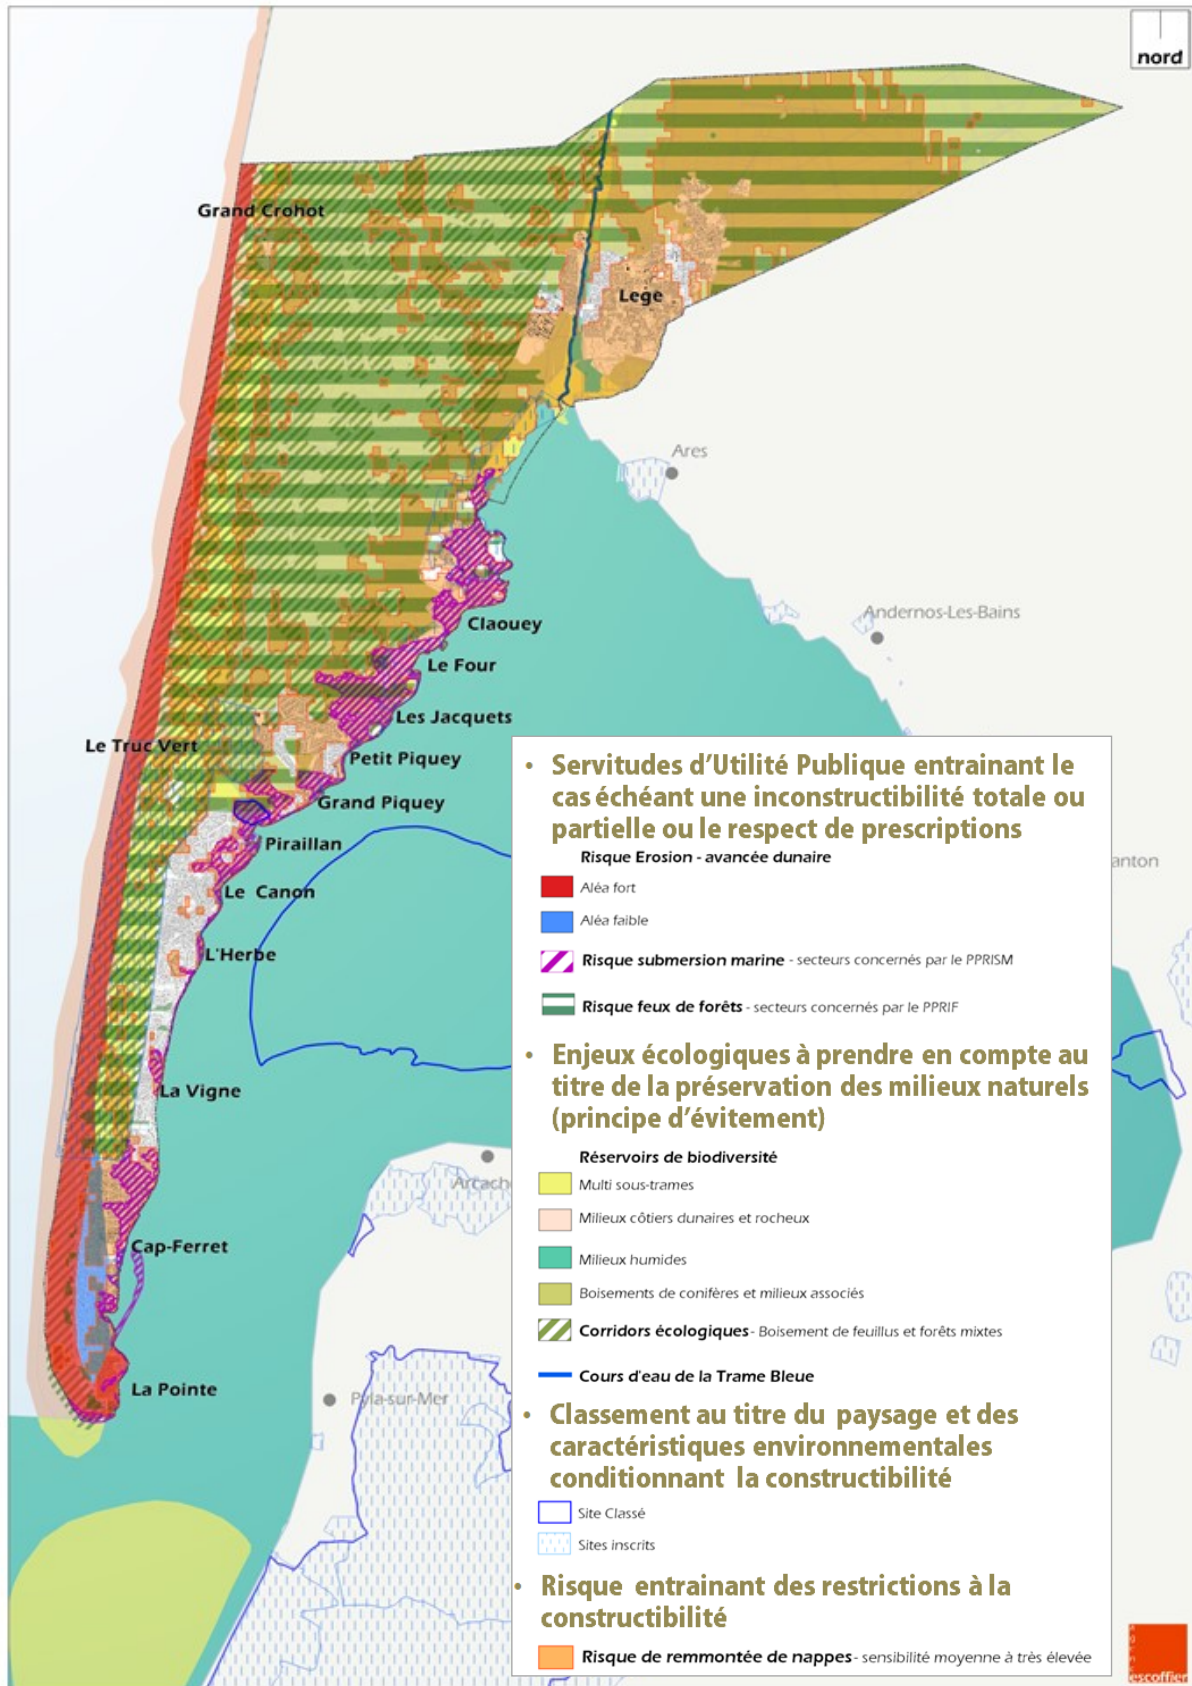 nord
Grand Crohot
Lege
Ares
Andernos-Les-Bains
Claouey
Le Four
Les Jacquets
Le Truc Vert
Petit Piquey
Grand Piquey
Piraillan
Le Canon
L'Herbe
La Vigne
Cap-Ferret
La Pointe
Arcach
Pyla-sur-Mer
anton
• Servitudes d'Utilité Publique entrainant le
cas échéant une inconstructibilité totale ou
partielle ou le respect de prescriptions
Risque Erosion - avancée dunaire
Aléa fort
Aléa faible
Risque submersion marine - secteurs concernés par le PPRISM
Risque feux de forêts - secteurs concernés par le PPRIF
• Enjeux écologiques à prendre en compte au
titre de la préservation des milieux naturels
(principe d'évitement)
Réservoirs de biodiversité
Multi sous-trames
Milieux côtiers dunaires et rocheux
Milieux humides
Boisements de conifères et milieux associés
Corridors écologiques - Boisement de feuillus et forêts mixtes
Cours d'eau de la Trame Bleue
• Classement au titre du paysage et des
caractéristiques environnementales
conditionnant la constructibilité
Site Classé
Sites inscrits
• Risque entrainant des restrictions à la
constructibilité
Risque de remmontée de nappes - sensibilité moyenne à très élevée
escoffier